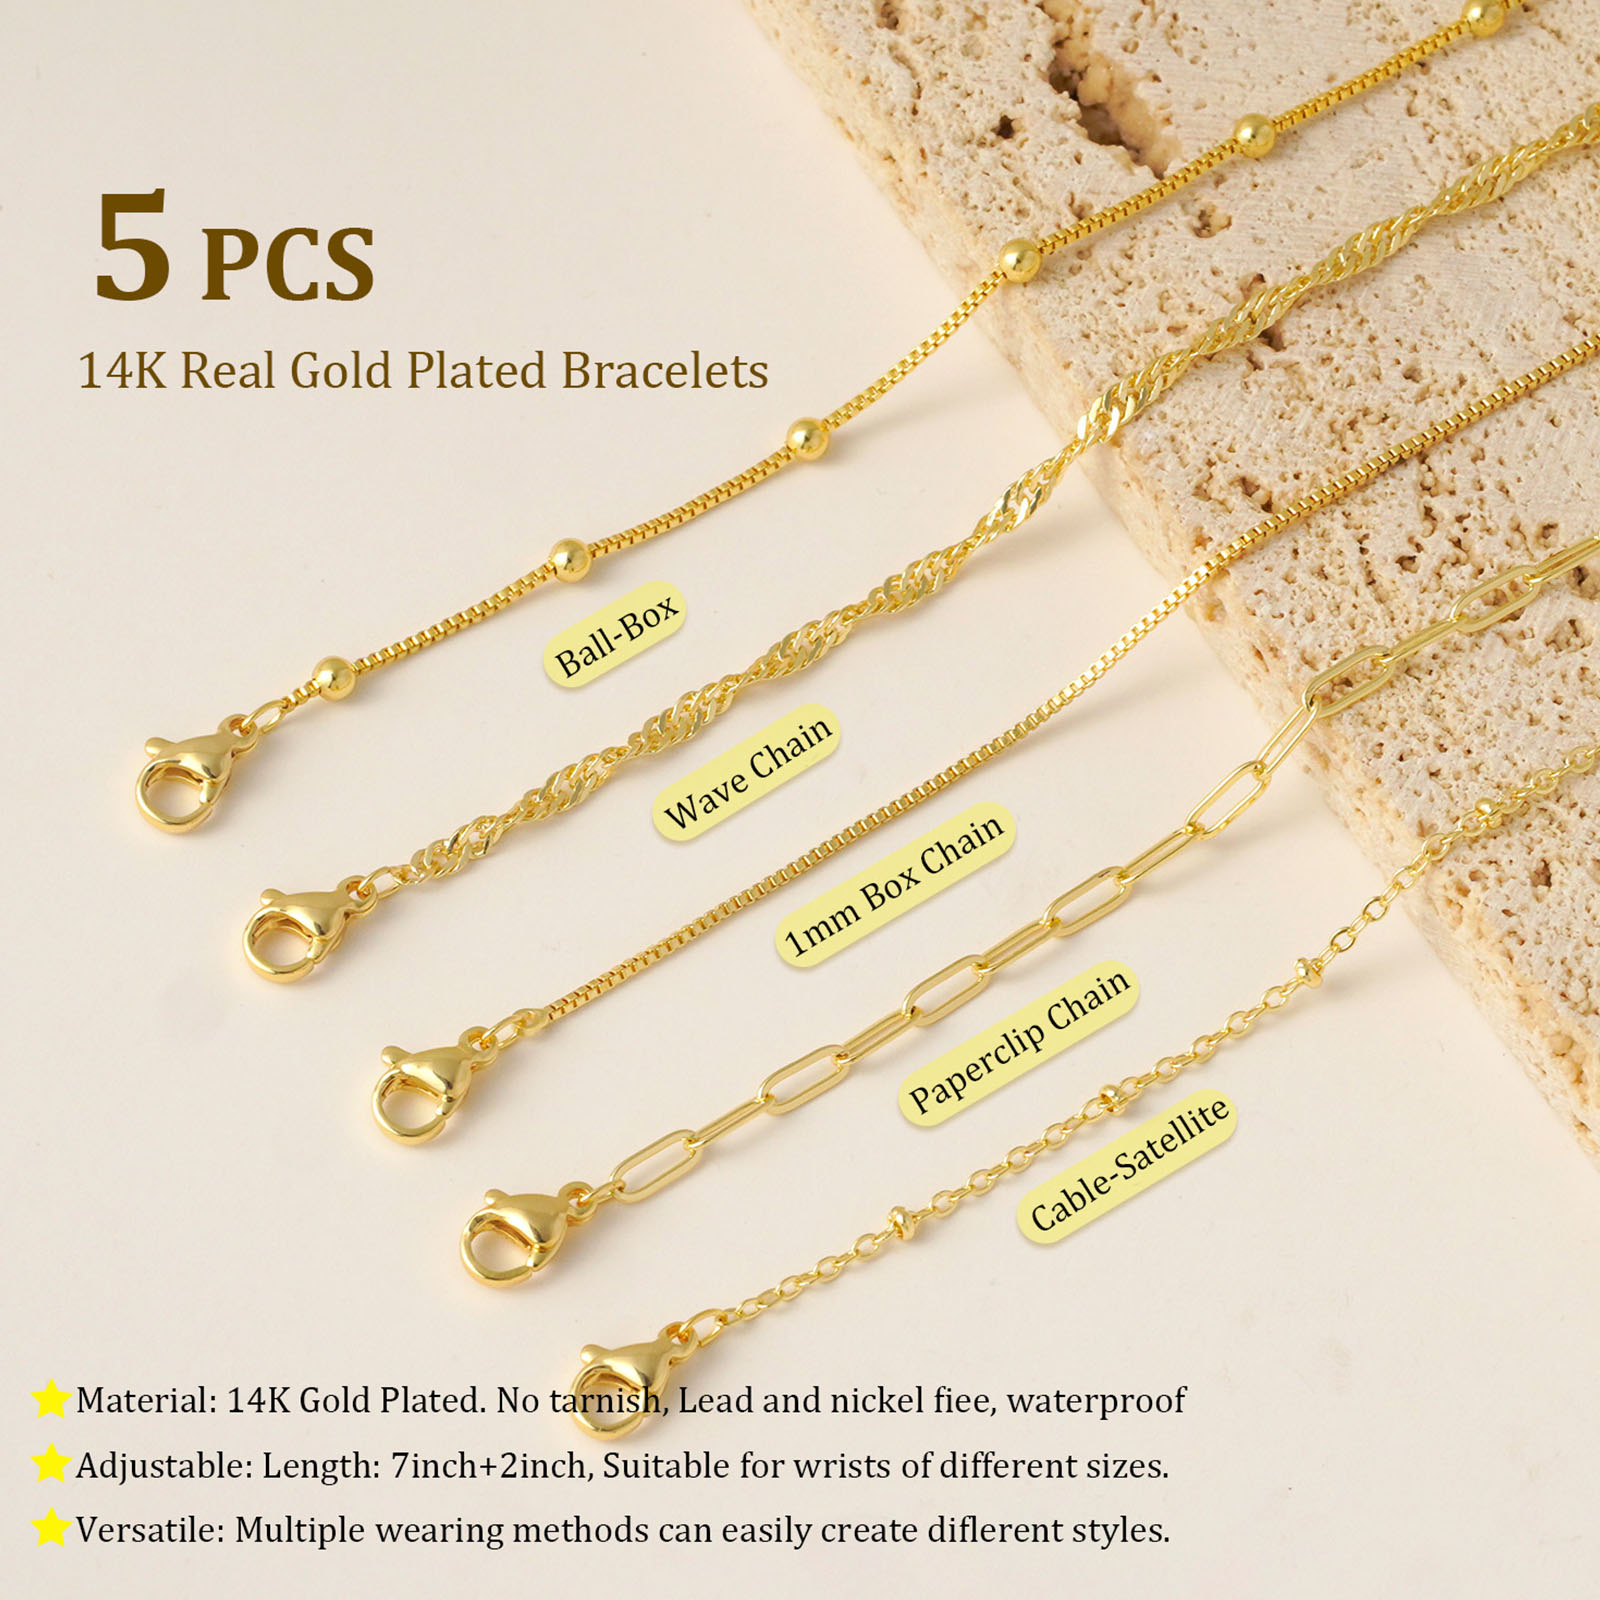 5 PCS
14K Real Gold Plated Bracelets
Ball-Box
Wave Chain
1mm Box Chain
Paperclip Chain
Cable-Satellite
Material: 14K Gold Plated. No tarnish, Lead and nickel fiee, waterproof
Adjustable: Length: 7inch+2inch, Suitable for wrists of different sizes.
Versatile: Multiple wearing methods can easily create diflerent styles.